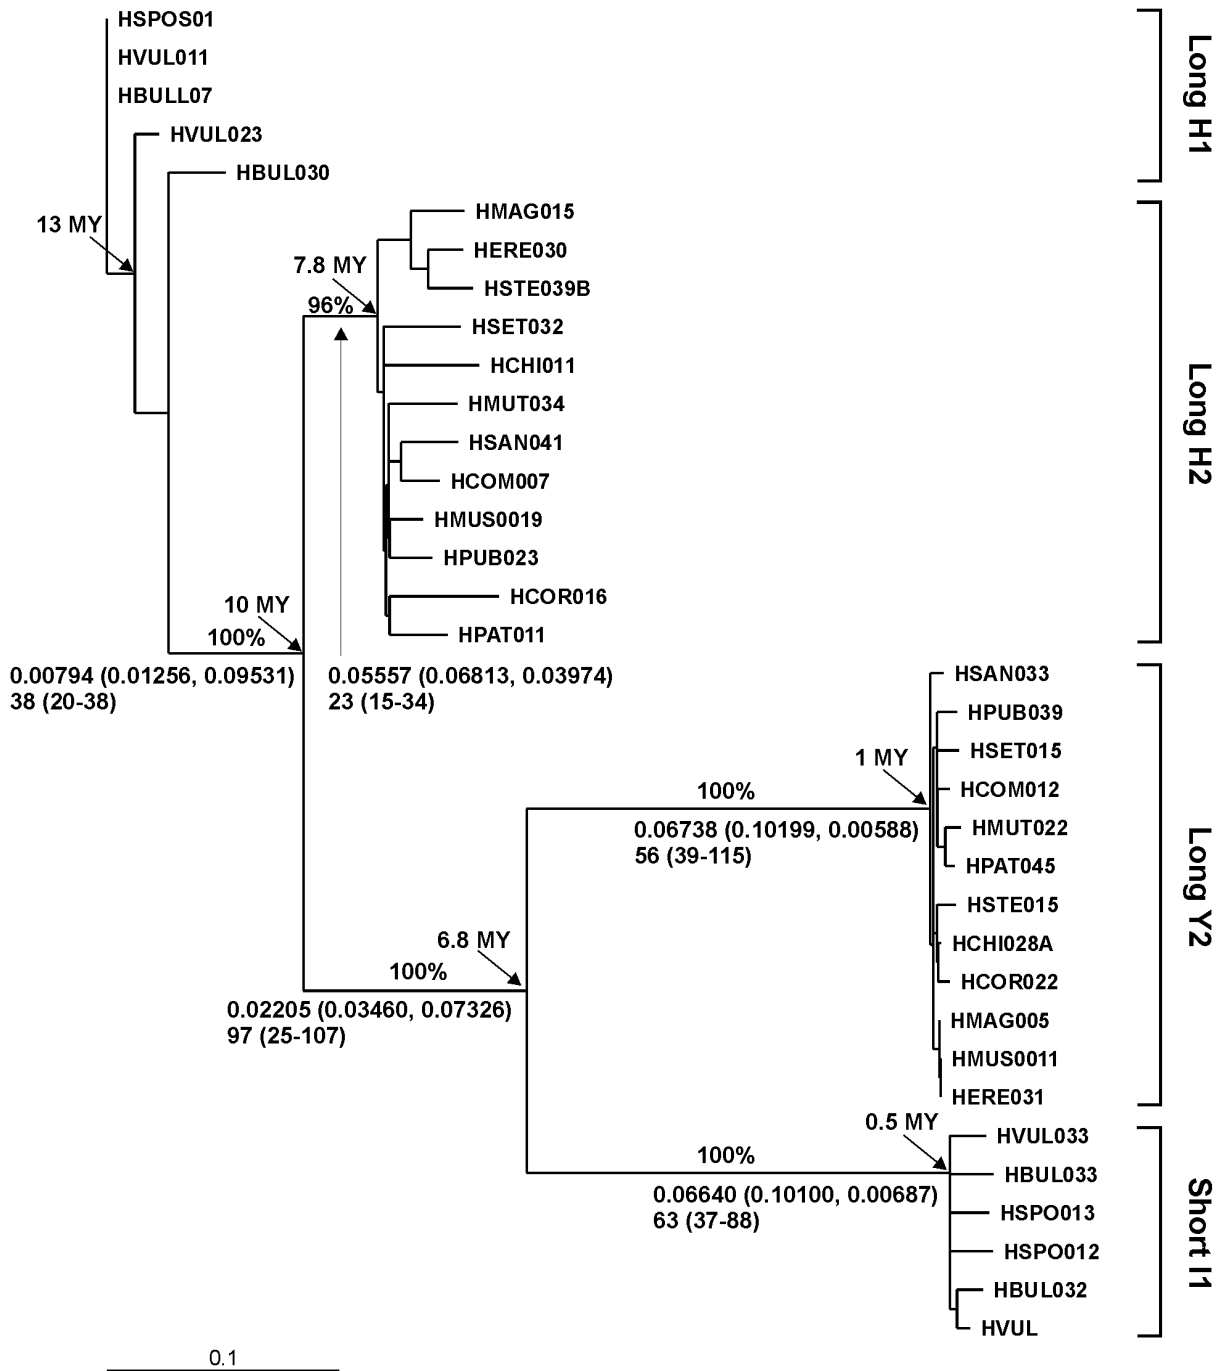 HSPOS01
HVUL011
HBULL07
HVUL023
HBUL030
Long H1
13 MY
HMAG015
HERE030
HSTE039B
HSET032
HCHI011
HMUT034
HSAN041
HCOM007
HMUS0019
HPUB023
HCOR016
HPAT011
Long H2
7.8 MY
96%
10 MY
100%
0.00794 (0.01256, 0.09531)
38 (20-38)
0.05557 (0.06813, 0.03974)
23 (15-34)
HSAN033
HPUB039
HSET015
HCOM012
HMUT022
HPAT045
HSTE015
HCHI028A
HCOR022
HMAG005
HMUS0011
HERE031
Long Y2
1 MY
100%
0.06738 (0.10199, 0.00588)
56 (39-115)
6.8 MY
100%
0.02205 (0.03460, 0.07326)
97 (25-107)
0.5 MY
100%
0.06640 (0.10100, 0.00687)
63 (37-88)
HVUL033
HBUL033
HSPO013
HSPO012
HBUL032
HVUL
Short I1
0.1